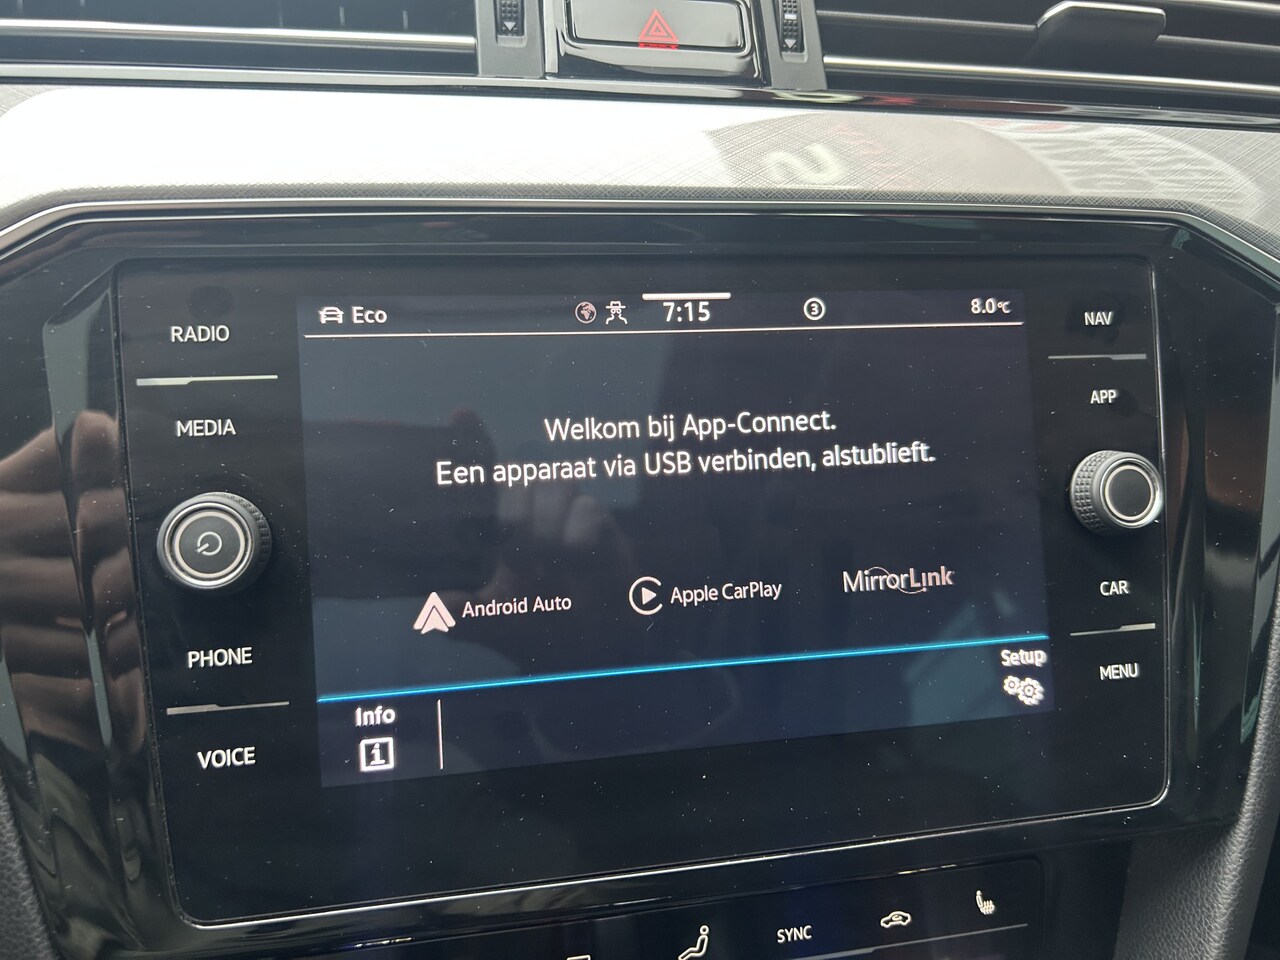 Eco
7:15
3
8.0°C
RADIO
MEDIA
PHONE
VOICE
Welkom bij App-Connect.
Een apparaat via USB verbinden, alstublieft.
Android Auto
Apple CarPlay
MirrorLink
Info
i
Setup
NAV
APP
CAR
MENU
SYNC